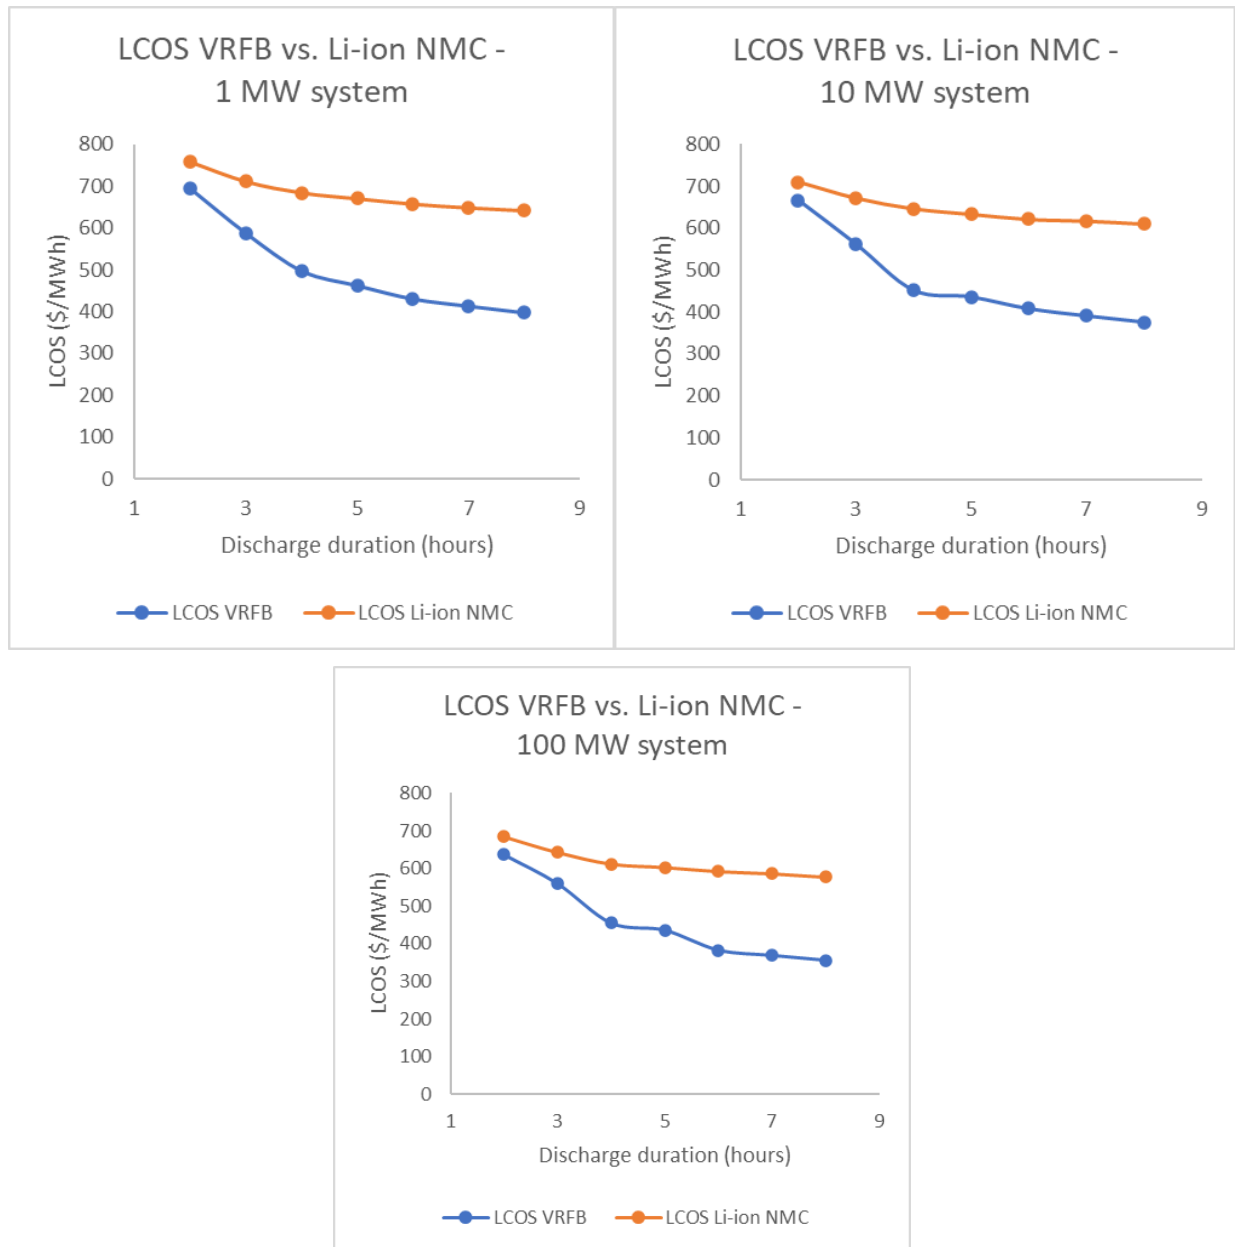 LCOS VRFB vs. Li-ion NMC -
1 MW system
800
700
600
500
400
300
200
100
0
LCOS ($/MWh)
1 3 5 7 9
Discharge duration (hours)
LCOS VRFB LCOS Li-ion NMC
LCOS VRFB vs. Li-ion NMC -
10 MW system
800
700
600
500
400
300
200
100
0
LCOS ($/MWh)
1 3 5 7 9
Discharge duration (hours)
LCOS VRFB LCOS Li-ion NMC
LCOS VRFB vs. Li-ion NMC -
100 MW system
800
700
600
500
400
300
200
100
0
LCOS ($/MWh)
1 3 5 7 9
Discharge duration (hours)
LCOS VRFB LCOS Li-ion NMC